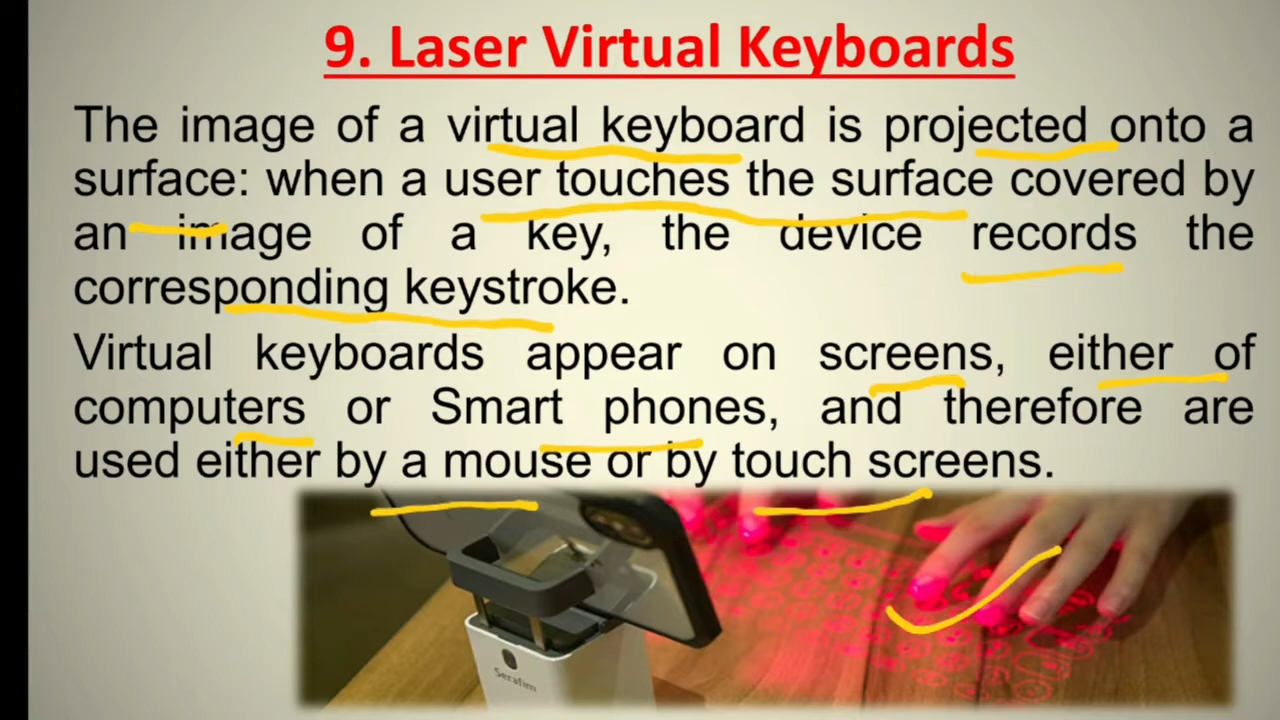 9. Laser Virtual Keyboards
The image of a virtual keyboard is projected onto a
surface: when a user touches the surface covered by
an image of a key, the device records the
corresponding keystroke.
Virtual keyboards appear on screens, either of
computers or Smart phones, and therefore are
used either by a mouse or by touch screens.
Serafim